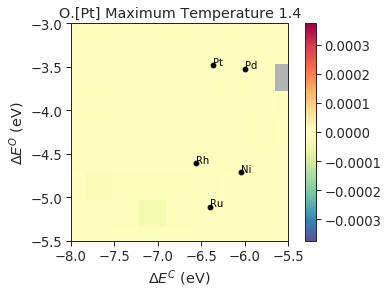 O.[Pt] Maximum Temperature 1.4
−3.0
−3.5
−4.0
−4.5
−5.0
−5.5
ΔE^O (eV)
Pt
Pd
Rh
Ni
Ru
−8.0 −7.5 −7.0 −6.5 −6.0 −5.5
ΔE^C (eV)
0.0003
0.0002
0.0001
0.0000
−0.0001
−0.0002
−0.0003